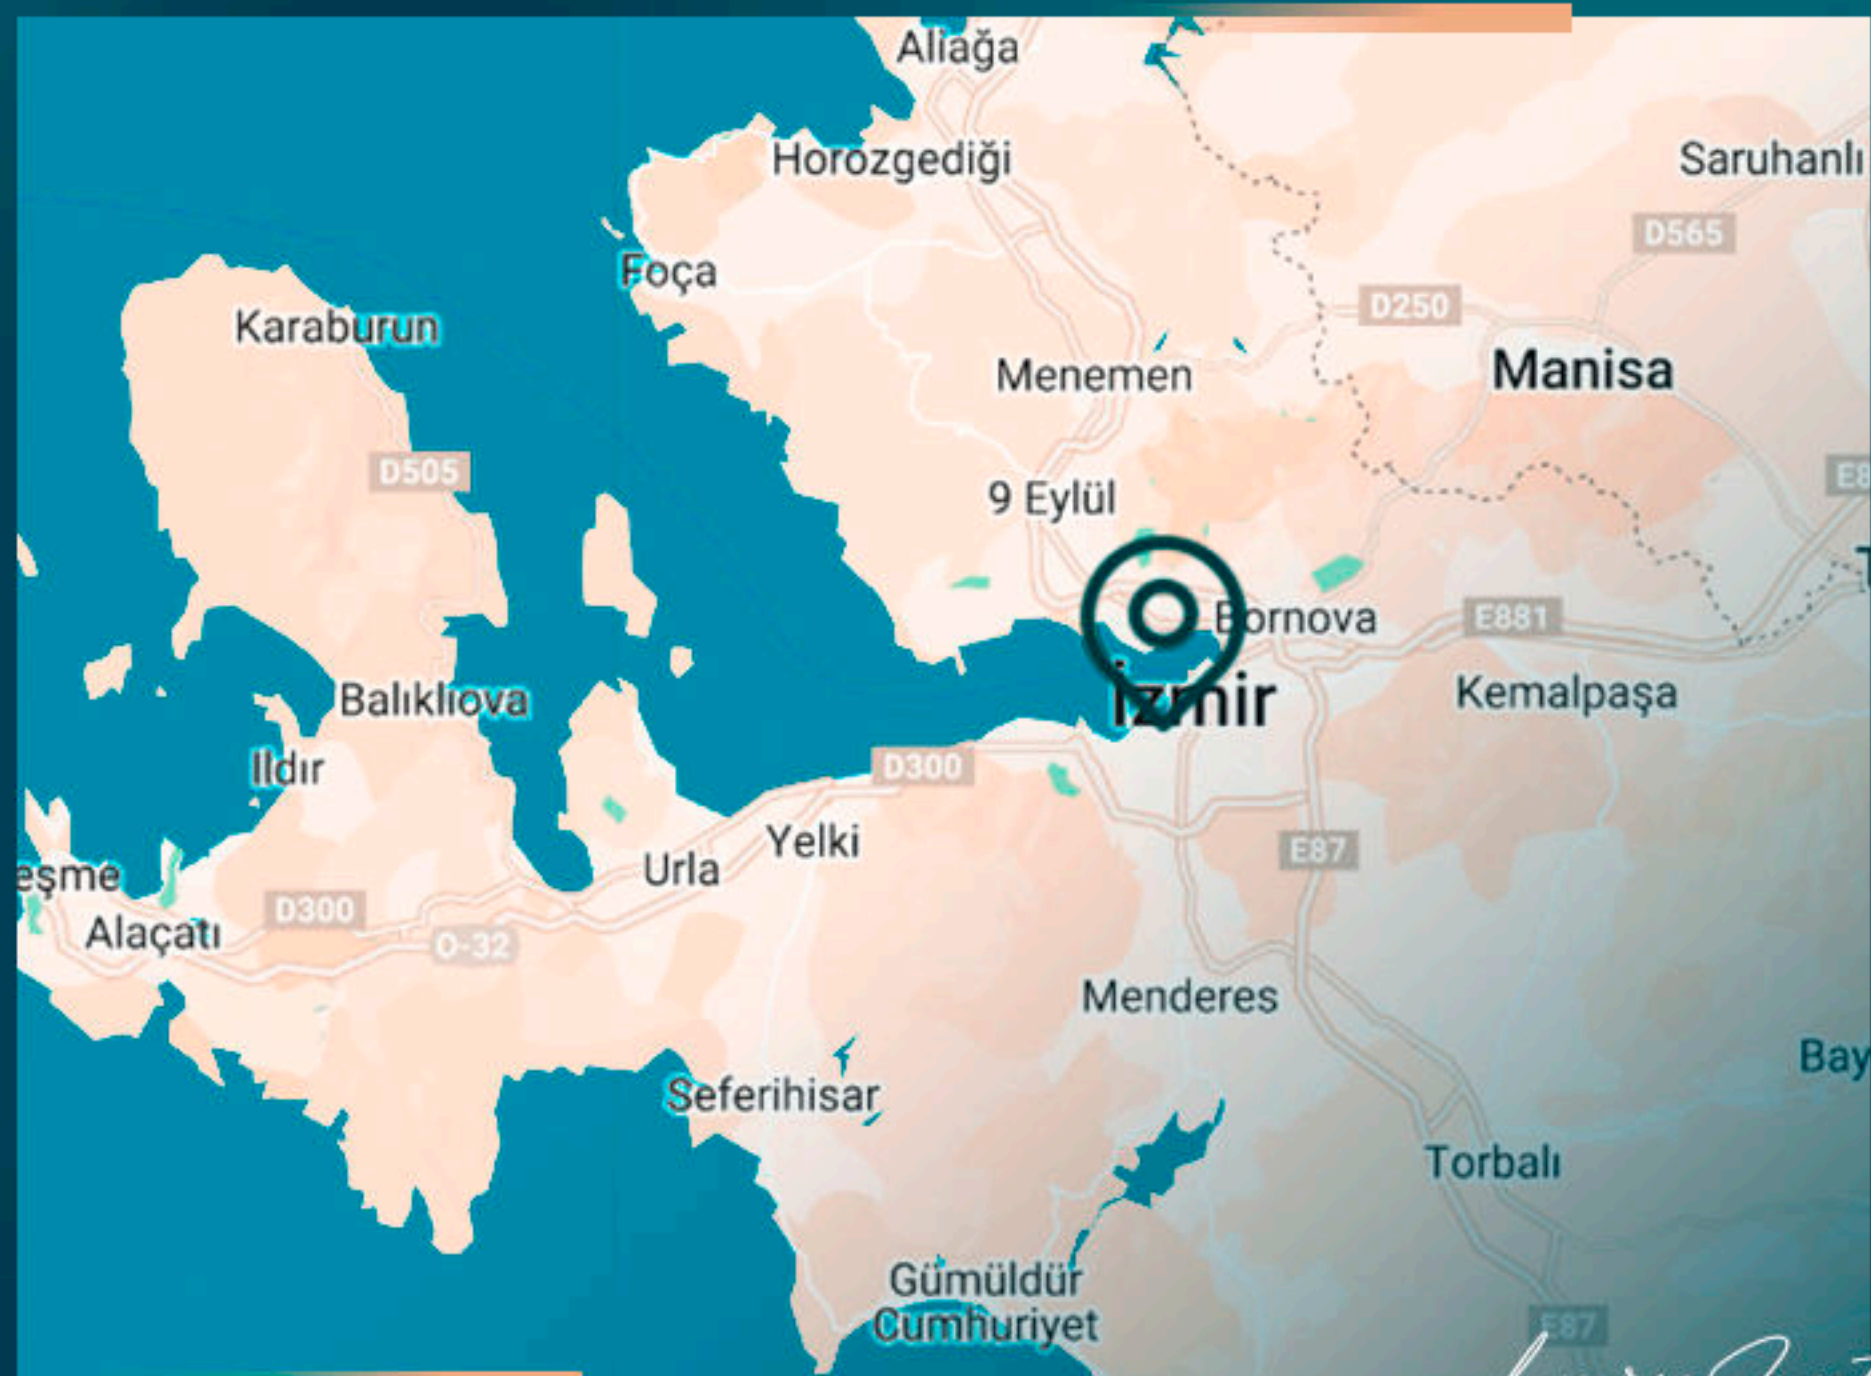 Aliağa
Horozgediği
Saruhanlı
D565
Foça
D250
Karaburun
Menemen
Manisa
D505
E8
9 Eylül
Bornova
E881
İzmir
Kemalpaşa
Balıklıova
Ildır
D300
Yelki
Urla
E87
eşme
D300
Alaçatı
O-32
Menderes
Bay
Seferihisar
Torbalı
Gümüldür
Cumhuriyet
E87